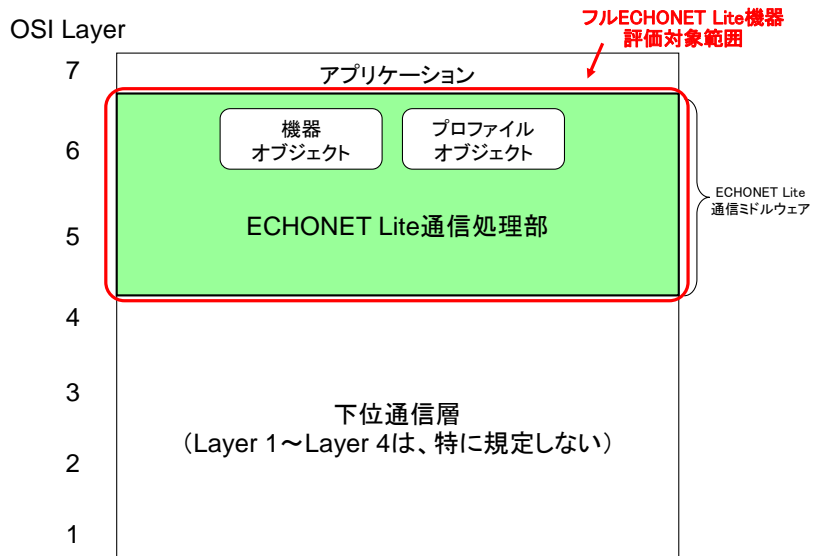 OSI Layer
フルECHONET Lite機器
評価対象範囲
7
アプリケーション
機器
オブジェクト
プロファイル
オブジェクト
6
ECHONET Lite
通信ミドルウェア
ECHONET Lite通信処理部
5
4
3
下位通信層
（Layer 1～Layer 4は、特に規定しない）
2
1